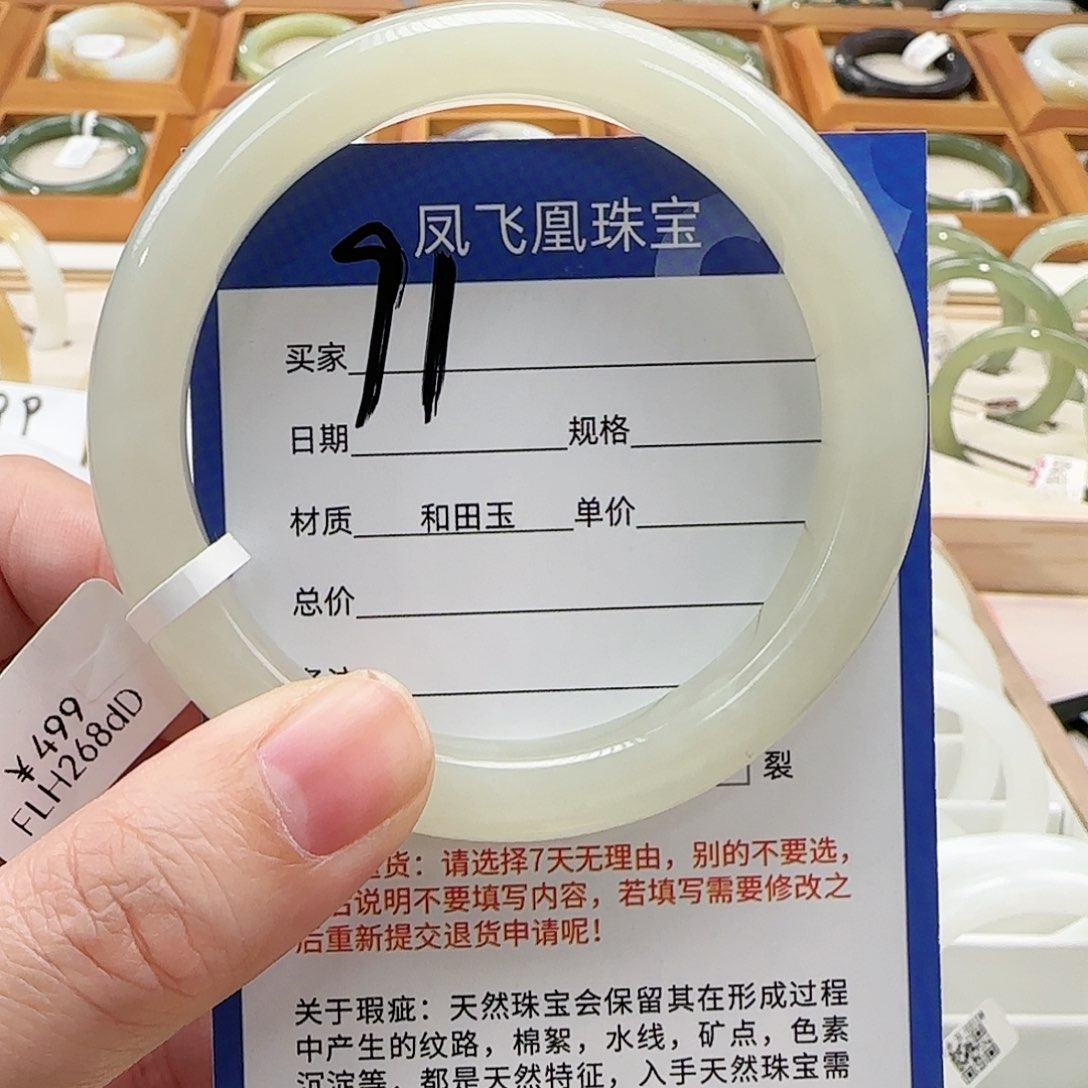 凤飞凰珠宝
71
买家
日期 规格
材质 和田玉 单价
总价
裂
¥499
FLH268dD
货：请选择7天无理由，别的不要选，
说明不要填写内容，若填写需要修改之
后重新提交退货申请呢！
关于瑕疵：天然珠宝会保留其在形成过程
中产生的纹路，棉絮，水线，矿点，色素
沉淀等，都是天然特征，入手天然珠宝需